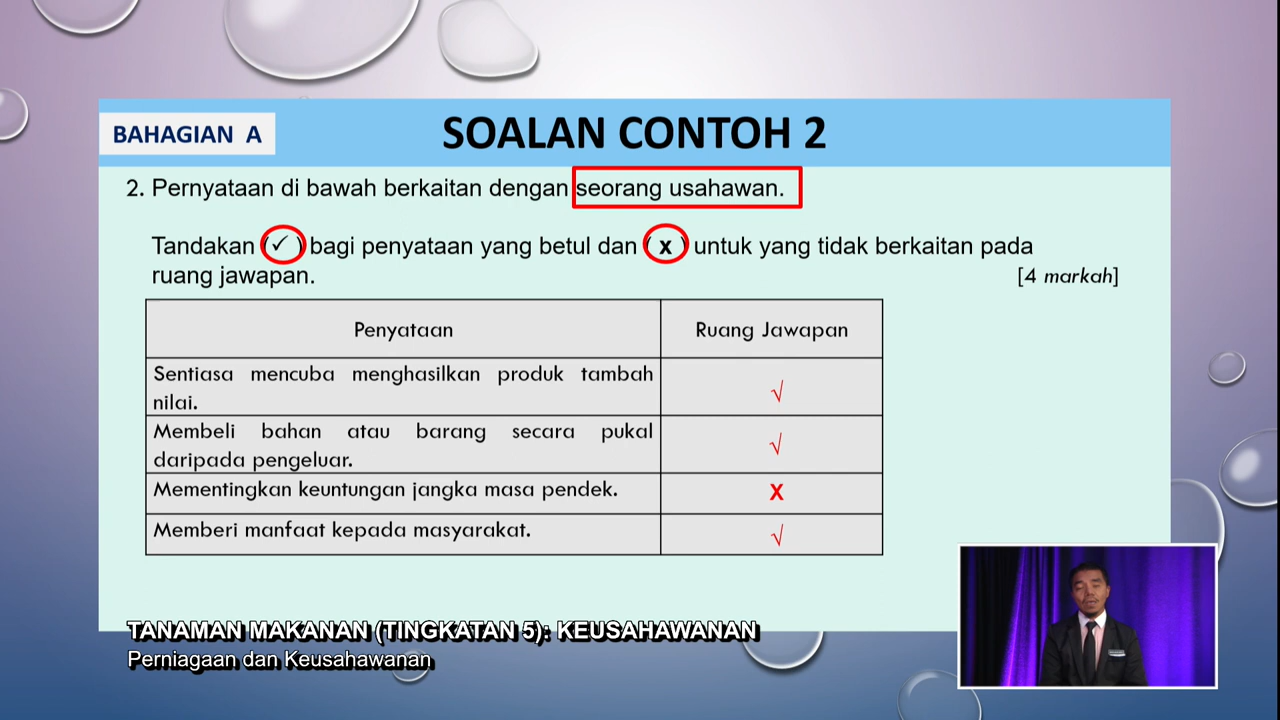 BAHAGIAN A
SOALAN CONTOH 2
2. Pernyataan di bawah berkaitan dengan seorang usahawan.
Tandakan (✓) bagi penyataan yang betul dan ( x ) untuk yang tidak berkaitan pada
ruang jawapan.
[4 markah]
Penyataan
Ruang Jawapan
Sentiasa mencuba menghasilkan produk tambah
nilai.
√
Membeli bahan atau barang secara pukal
daripada pengeluar.
√
Mementingkan keuntungan jangka masa pendek.
X
Memberi manfaat kepada masyarakat.
√
TANAMAN MAKANAN (TINGKATAN 5): KEUSAHAWANAN
Perniagaan dan Keusahawanan